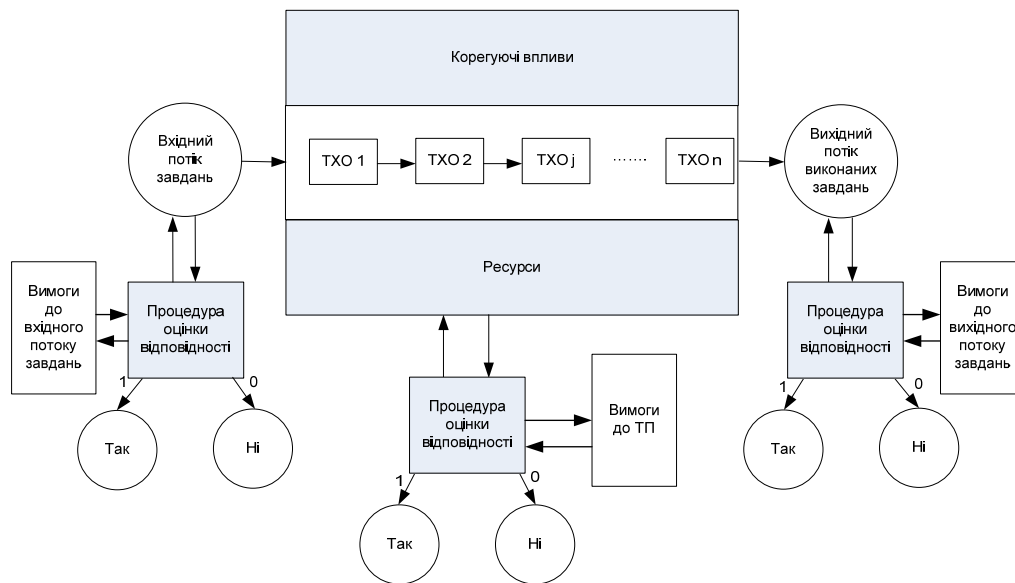 Корегуючі впливи
Вхідний
потік
завдань
ТХО 1
ТХО 2
ТХО j
.......
ТХО n
Вихідний
потік
виконаних
завдань
Ресурси
Вимоги
до
вхідного
потоку
завдань
Процедура
оцінки
відповідності
1
0
Так
Ні
Процедура
оцінки
відповідності
Вимоги
до ТП
1
0
Так
Ні
Процедура
оцінки
відповідності
Вимоги
до
вихідного
потоку
завдань
1
0
Так
Ні